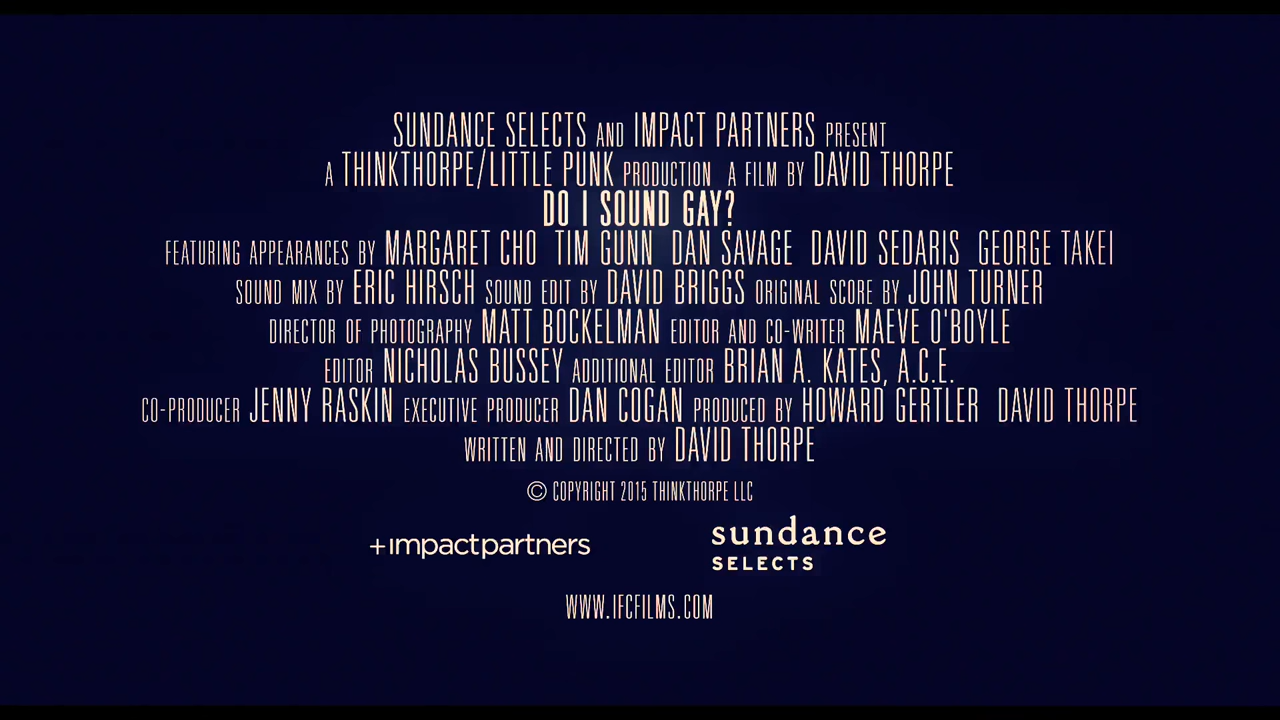 SUNDANCE SELECTS AND IMPACT PARTNERS PRESENT
A THINKTHORPE/LITTLE PUNK PRODUCTION A FILM BY DAVID THORPE
DO I SOUND GAY?
FEATURING APPEARANCES BY MARGARET CHO TIM GUNN DAN SAVAGE DAVID SEDARIS GEORGE TAKEI
SOUND MIX BY ERIC HIRSCH SOUND EDIT BY DAVID BRIGGS ORIGINAL SCORE BY JOHN TURNER
DIRECTOR OF PHOTOGRAPHY MATT BOCKELMAN EDITOR AND CO-WRITER MAEVE O'BOYLE
EDITOR NICHOLAS BUSSEY ADDITIONAL EDITOR BRIAN A. KATES, A.C.E.
CO-PRODUCER JENNY RASKIN EXECUTIVE PRODUCER DAN COGAN PRODUCED BY HOWARD GERTLER DAVID THORPE
WRITTEN AND DIRECTED BY DAVID THORPE
© COPYRIGHT 2015 THINKTHORPE LLC
+impactpartners
sundance
SELECTS
WWW.IFCFILMS.COM